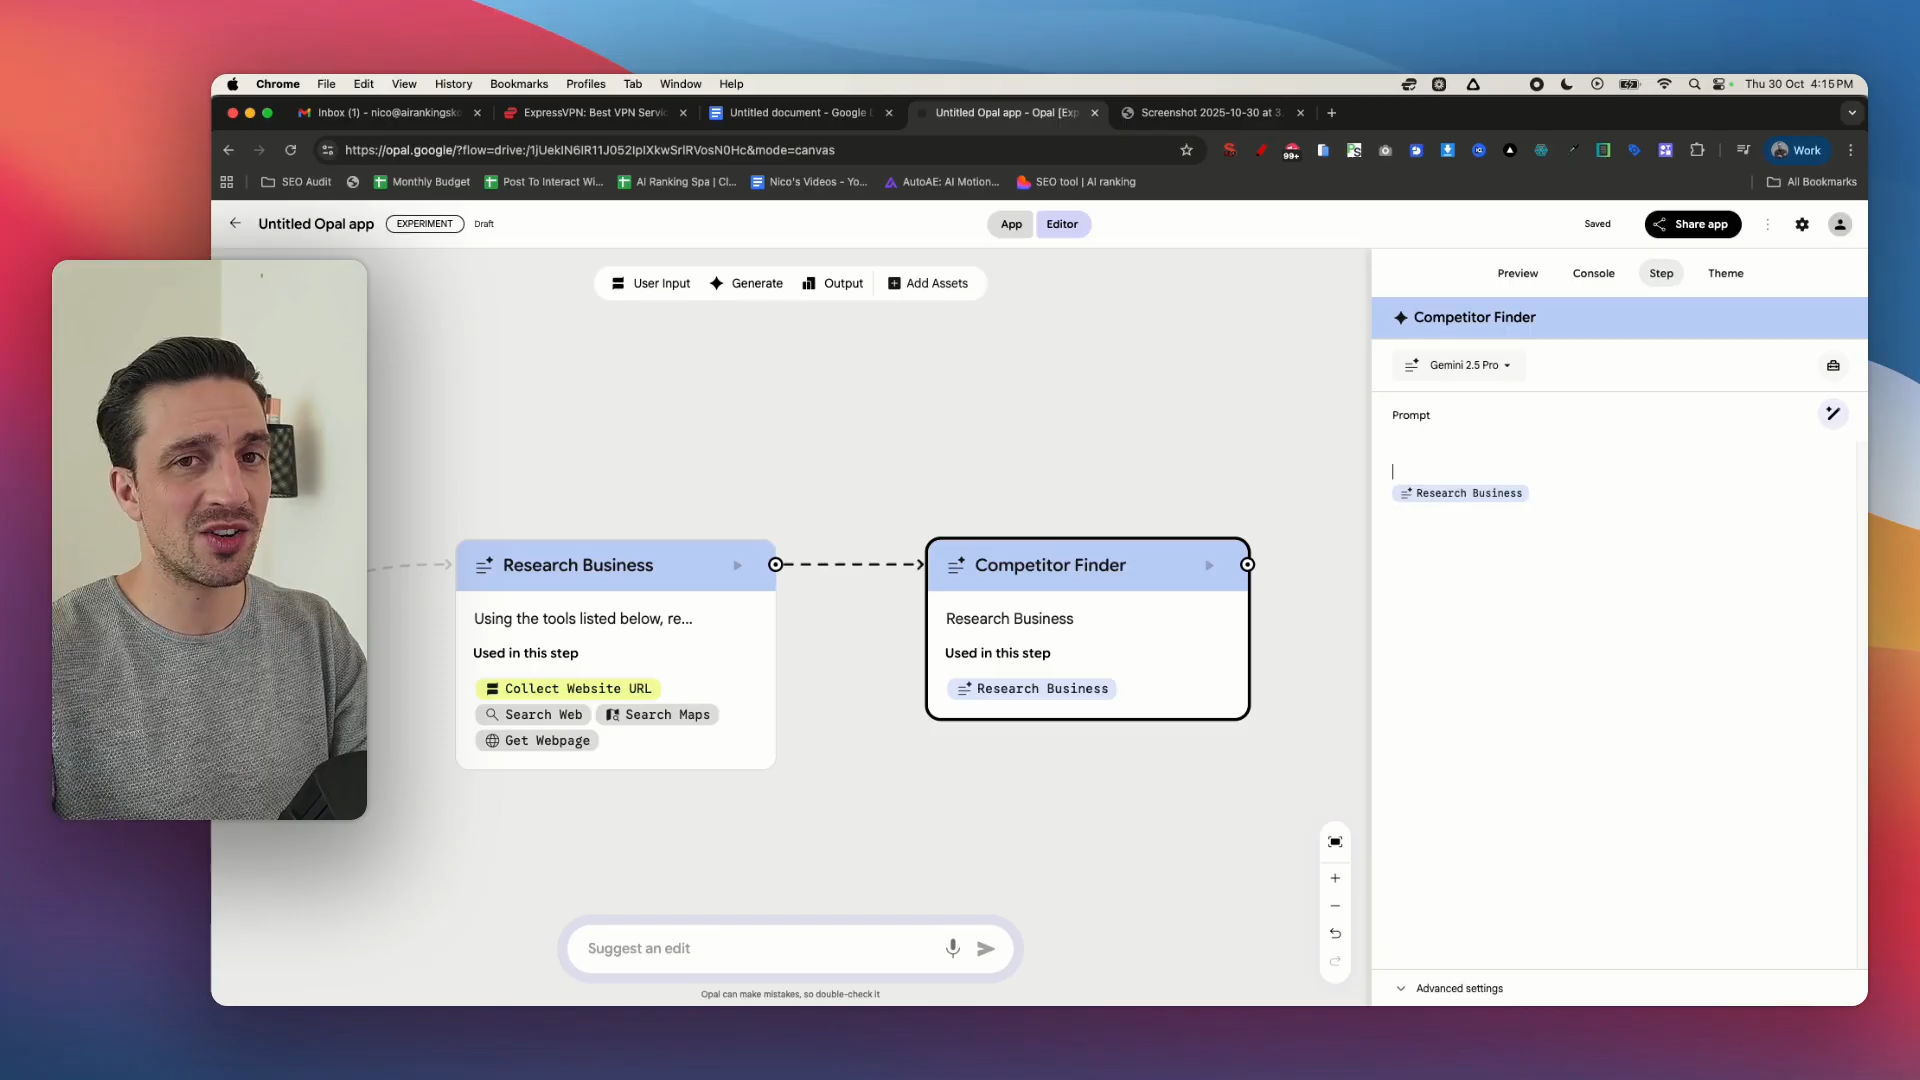 Chrome File Edit View History Bookmarks Profiles Tab Window Help Thu 30 Oct 4:15 PM
Inbox (1) - nico@airankingsk ExpressVPN: Best VPN Servic Untitled document - Google Untitled Opal app - Opal [Exp Screenshot 2025-10-30 at 3.
https://opal.google/?flow=drive:/1jUekIN6IR11J052IpIXkwSrIRVosN0Hc&mode=canvas 99+ Work
SEO Audit Monthly Budget Post To Interact Wi... AI Ranking Spa | Cl... Nico's Videos - Yo... AutoAE: AI Motion... SEO tool | AI ranking All Bookmarks
Untitled Opal app EXPERIMENT Draft App Editor Saved Share app
User Input Generate Output Add Assets
Preview Console Step Theme
Competitor Finder
Gemini 2.5 Pro
Prompt
Research Business
Research Business
Using the tools listed below, re...
Used in this step
Collect Website URL
Search Web Search Maps
Get Webpage
Competitor Finder
Research Business
Used in this step
Research Business
Suggest an edit
Opal can make mistakes, so double-check it
Advanced settings